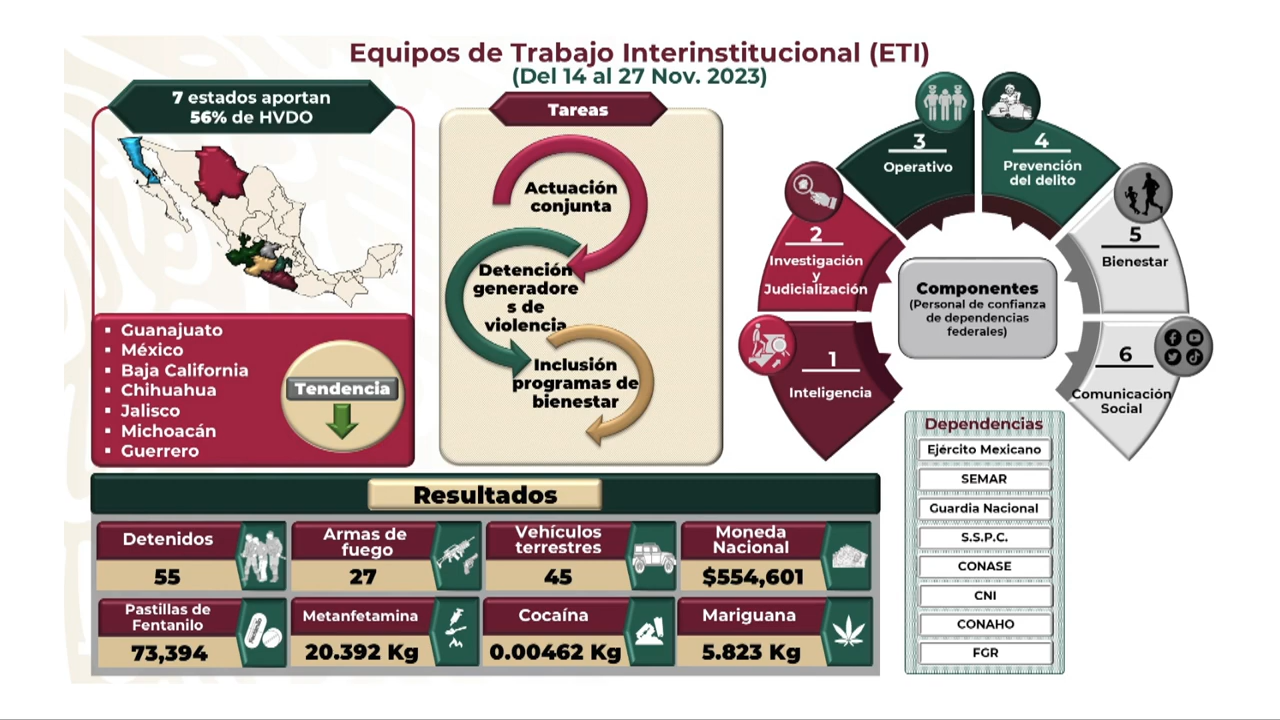 Equipos de Trabajo Interinstitucional (ETI)
(Del 14 al 27 Nov. 2023)
7 estados aportan
56% de HVDO
Guanajuato
México
Baja California
Chihuahua
Jalisco
Michoacán
Guerrero
Tendencia
Tareas
Actuación
conjunta
Detención
generadore
s de
violencia
Inclusión
programas de
bienestar
1
Inteligencia
2
Investigación
y
Judicialización
3
Operativo
4
Prevención
del delito
5
Bienestar
6
Comunicación
Social
Componentes
(Personal de confianza
de dependencias
federales)
Dependencias
Ejército Mexicano
SEMAR
Guardia Nacional
S.S.P.C.
CONASE
CNI
CONAHO
FGR
Resultados
Detenidos
55
Armas de
fuego
27
Vehículos
terrestres
45
Moneda
Nacional
$554,601
Pastillas de
Fentanilo
73,394
Metanfetamina
20.392 Kg
Cocaína
0.00462 Kg
Mariguana
5.823 Kg